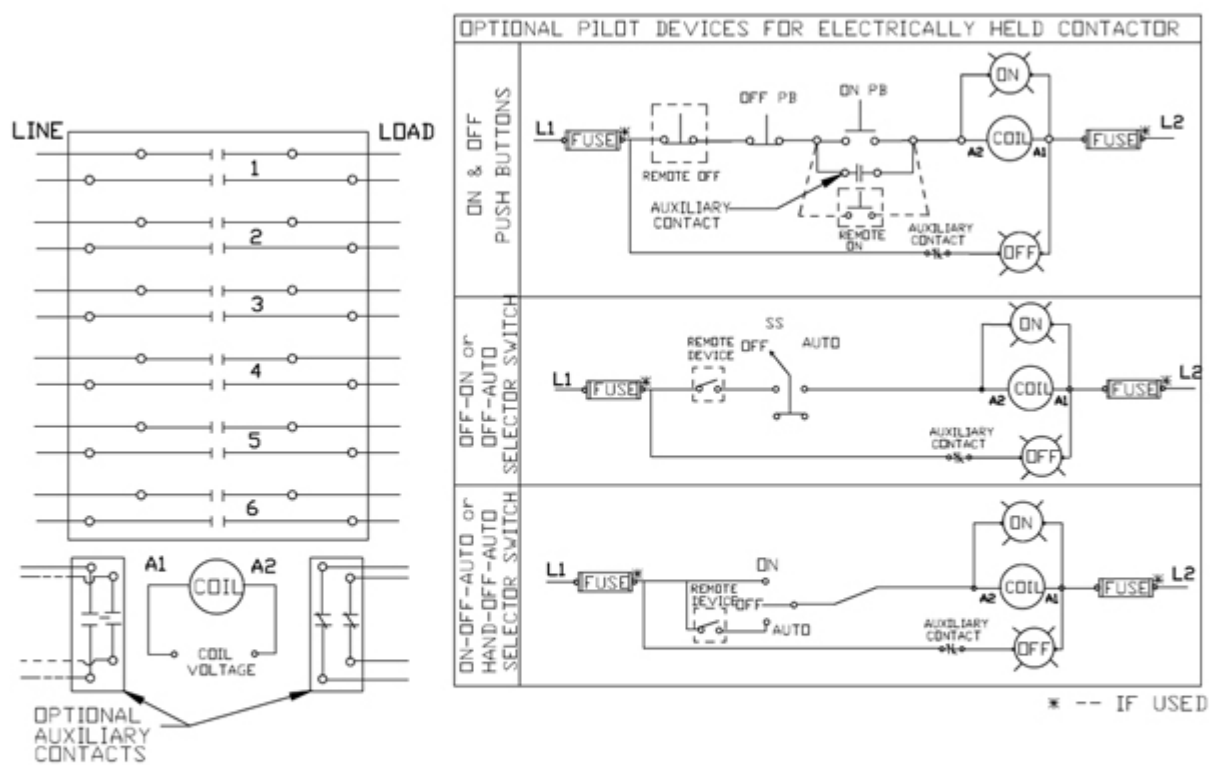 LINE
LOAD
1
2
3
4
5
6
A1
A2
COIL
COIL
VOLTAGE
OPTIONAL
AUXILIARY
CONTACTS
OPTIONAL PILOT DEVICES FOR ELECTRICALLY HELD CONTACTOR
ON & OFF
PUSH BUTTONS
L1
FUSE
*
REMOTE OFF
OFF PB
ON PB
AUXILIARY
CONTACT
REMOTE
ON
AUXILIARY
CONTACT
ON
A2
COIL
A1
OFF
FUSE
*
L2
OFF-ON or
OFF-AUTO
SELECTOR SWITCH
L1
FUSE
*
REMOTE
DEVICE
OFF
SS
AUTO
ON
A2
COIL
A1
AUXILIARY
CONTACT
OFF
FUSE
*
L2
ON-OFF-AUTO or
HAND-OFF-AUTO
SELECTOR SWITCH
L1
FUSE
*
REMOTE
DEVICE
ON
OFF
AUTO
ON
A2
COIL
A1
AUXILIARY
CONTACT
OFF
FUSE
*
L2
* -- IF USED